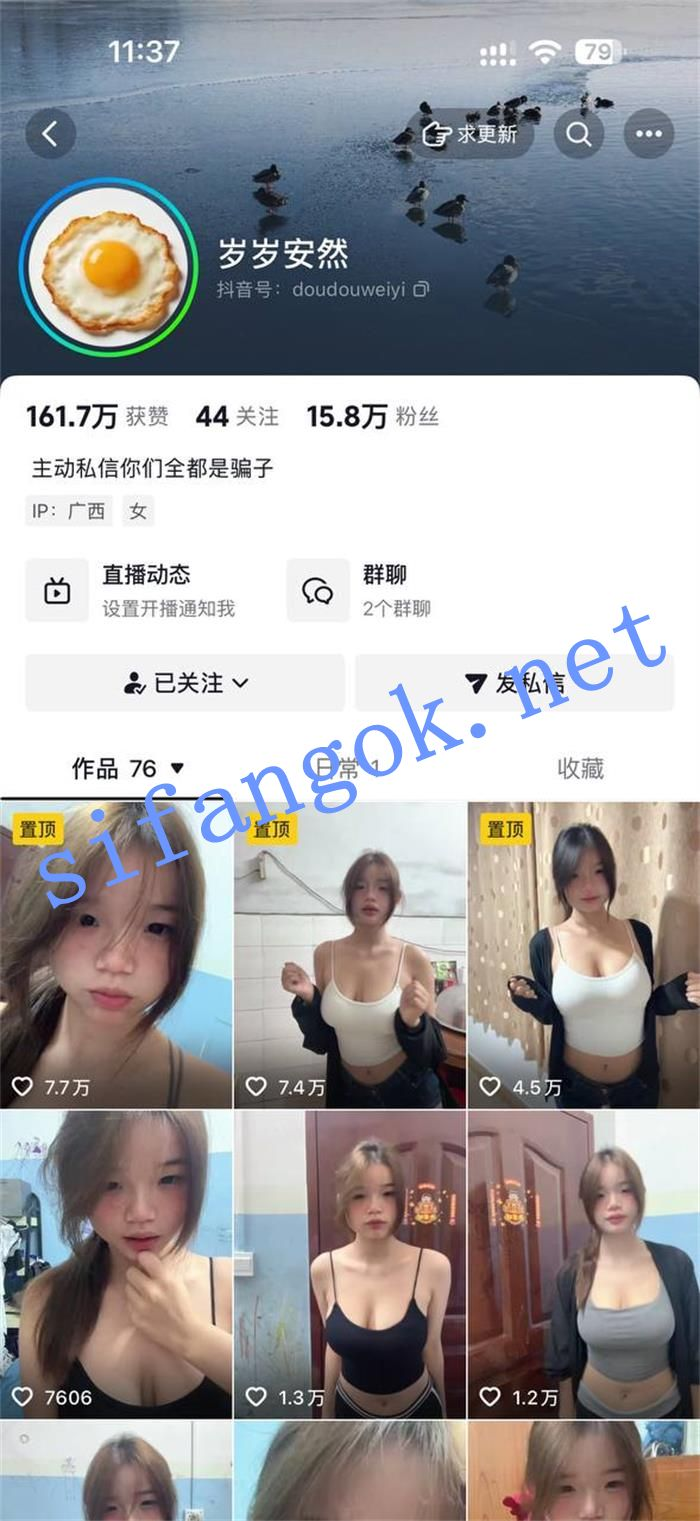 11:37
79
求更新
岁岁安然
抖音号: doudouweiyi
161.7万 获赞 44 关注 15.8万 粉丝
主动私信你们全都是骗子
IP: 广西 女
直播动态 群聊
设置开播通知我 2个群聊
已关注 发私信
作品 76 日常 1 收藏
sifangok.net
置顶 置顶 置顶
7.7万 7.4万 4.5万
7606 1.3万 1.2万